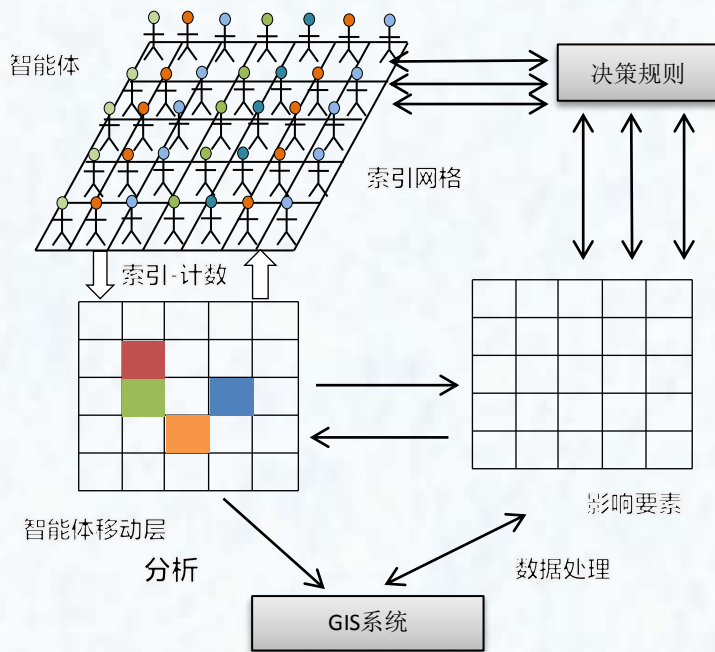 智能体
决策规则
索引网格
索引-计数
影响要素
智能体移动层
分析
数据处理
GIS系统